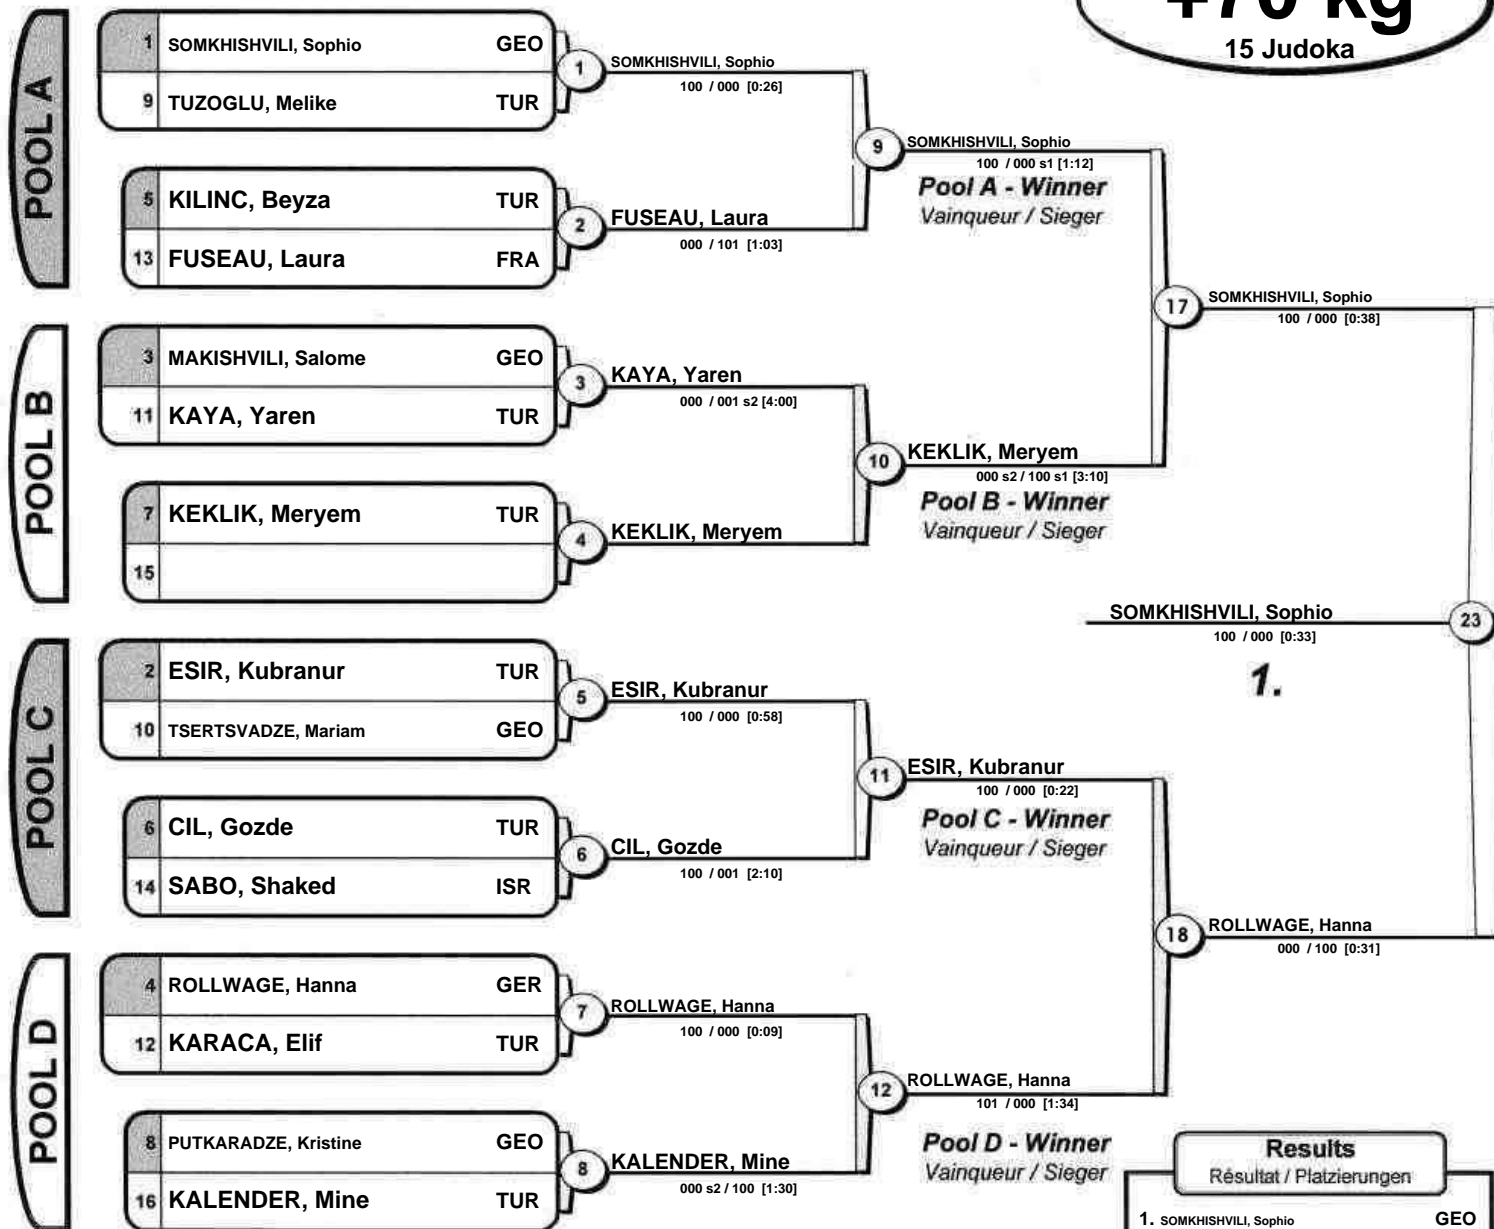 +70 kg
15 Judoka
POOL A
1 SOMKHISHVILI, Sophio GEO
9 TUZOGLU, Melike TUR
1
SOMKHISHVILI, Sophio
100 / 000 [0:26]
5 KILINC, Beyza TUR
13 FUSEAU, Laura FRA
2
FUSEAU, Laura
000 / 101 [1:03]
9
SOMKHISHVILI, Sophio
100 / 000 s1 [1:12]
Pool A - Winner
Vainqueur / Sieger
POOL B
3 MAKISHVILI, Salome GEO
11 KAYA, Yaren TUR
3
KAYA, Yaren
000 / 001 s2 [4:00]
7 KEKLIK, Meryem TUR
15
4
KEKLIK, Meryem
10
KEKLIK, Meryem
000 s2 / 100 s1 [3:10]
Pool B - Winner
Vainqueur / Sieger
17
SOMKHISHVILI, Sophio
100 / 000 [0:38]
SOMKHISHVILI, Sophio
23
100 / 000 [0:33]
1.
POOL C
2 ESIR, Kubranur TUR
10 TSERTSVADZE, Mariam GEO
5
ESIR, Kubranur
100 / 000 [0:58]
6 CIL, Gozde TUR
14 SABO, Shaked ISR
6
CIL, Gozde
100 / 001 [2:10]
11
ESIR, Kubranur
100 / 000 [0:22]
Pool C - Winner
Vainqueur / Sieger
POOL D
4 ROLLWAGE, Hanna GER
12 KARACA, Elif TUR
7
ROLLWAGE, Hanna
100 / 000 [0:09]
8 PUTKARADZE, Kristine GEO
16 KALENDER, Mine TUR
8
KALENDER, Mine
000 s2 / 100 [1:30]
12
ROLLWAGE, Hanna
101 / 000 [1:34]
Pool D - Winner
Vainqueur / Sieger
18
ROLLWAGE, Hanna
000 / 100 [0:31]
Results
Résultat / Platzierungen
1. SOMKHISHVILI, Sophio GEO